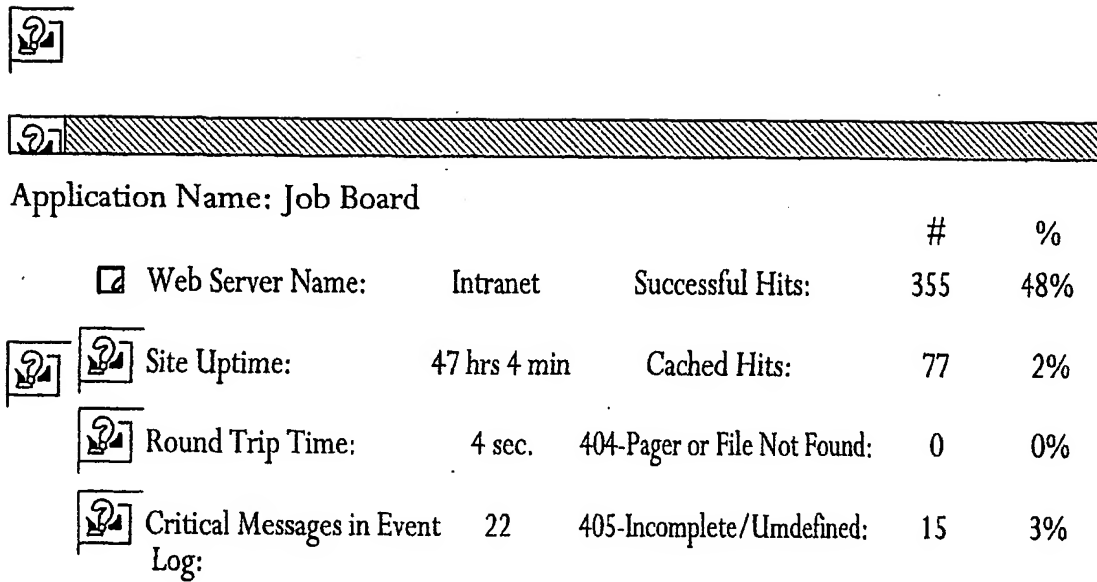 Application Name: Job Board
# %
Web Server Name: Intranet Successful Hits: 355 48%
Site Uptime: 47 hrs 4 min Cached Hits: 77 2%
Round Trip Time: 4 sec. 404-Pager or File Not Found: 0 0%
Critical Messages in Event 22 405-Incomplete/Umdefined: 15 3%
Log: